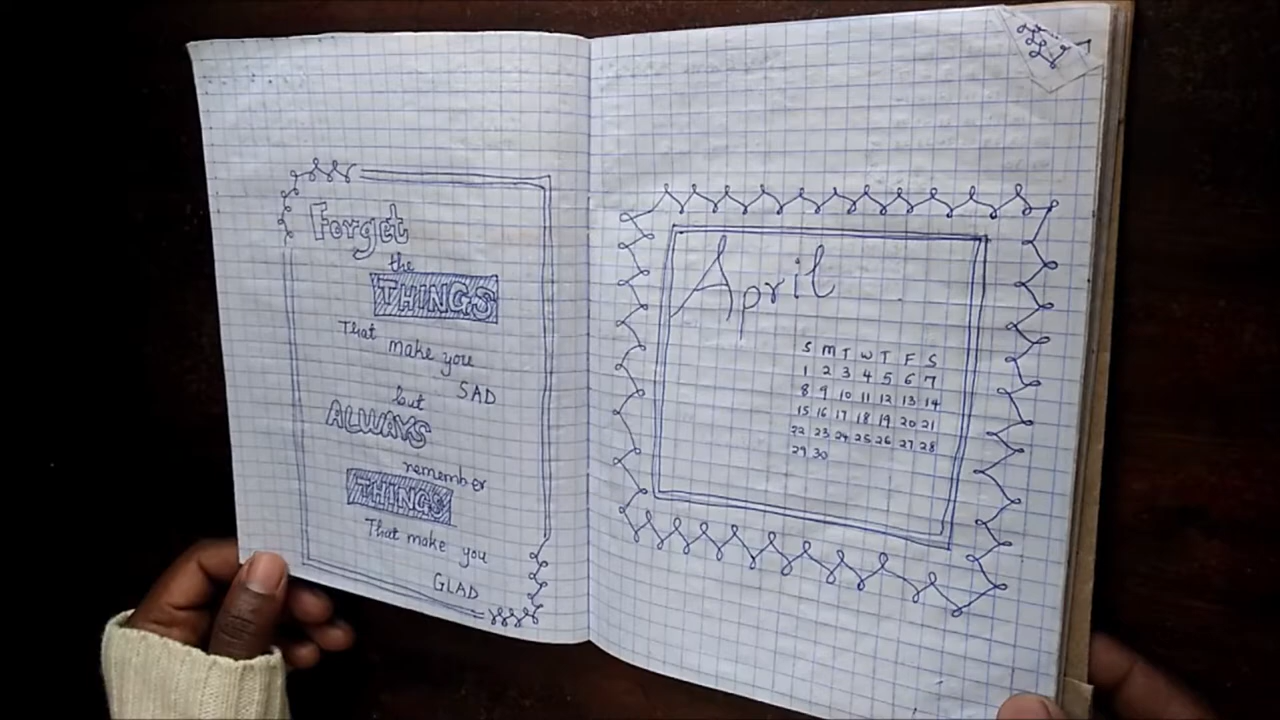 Forget
the
THINGS
That make you
SAD
but
ALWAYS
remember
THINGS
That make you
GLAD
April
S M T W T F S
1 2 3 4 5 6 7
8 9 10 11 12 13 14
15 16 17 18 19 20 21
22 23 24 25 26 27 28
29 30